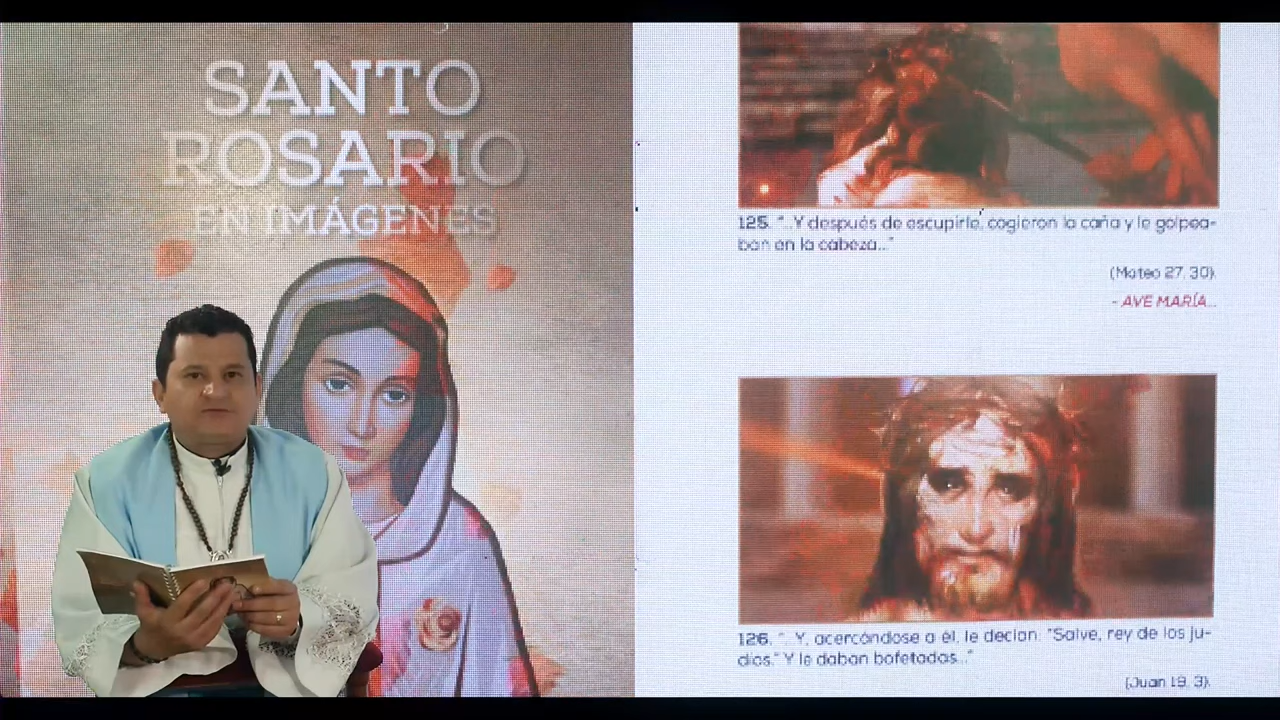 SANTO
ROSARIO
EN IMÁGENES
125. "...Y después de escupirle, cogieron la caña y le golpea-
ban en la cabeza..."
(Mateo 27, 30).
- AVE MARÍA...
126. "... Y, acercándose a él, le decían: "Salve, rey de los ju-
díos." Y le daban bofetadas..."
(Juan 19, 3).